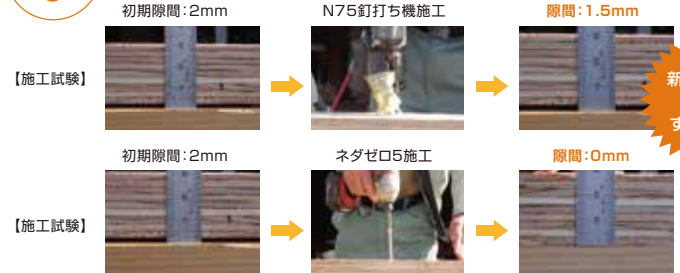 初期隙間:2mm
N75釘打ち機施工
隙間:1.5mm
【施工試験】
新
す
初期隙間:2mm
ネダゼロ5施工
隙間:0mm
【施工試験】